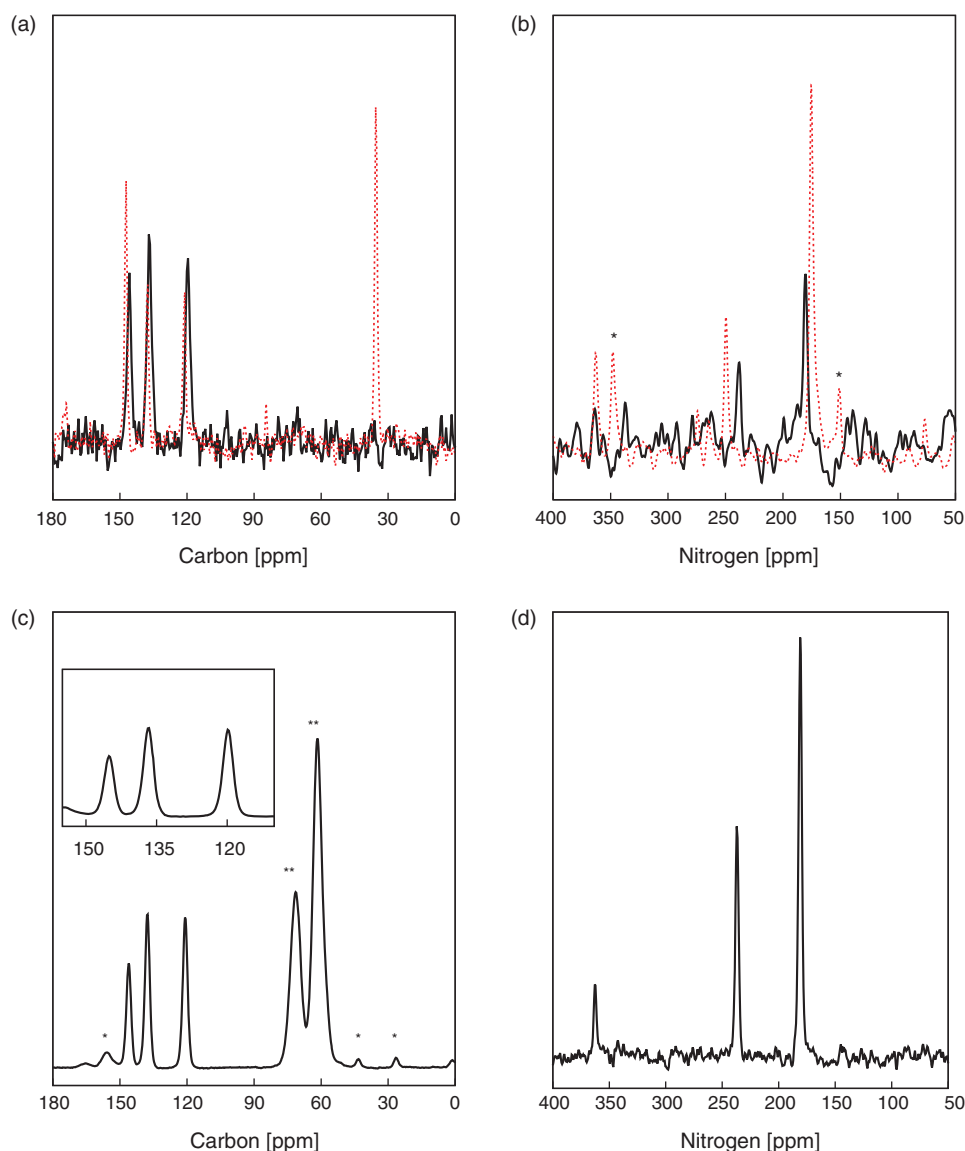 (a)
180 150 120 90 60 30 0
Carbon [ppm]
(b)
* *
400 350 300 250 200 150 100 50
Nitrogen [ppm]
(c)
**
**
* * *
150 135 120
180 150 120 90 60 30 0
Carbon [ppm]
(d)
400 350 300 250 200 150 100 50
Nitrogen [ppm]